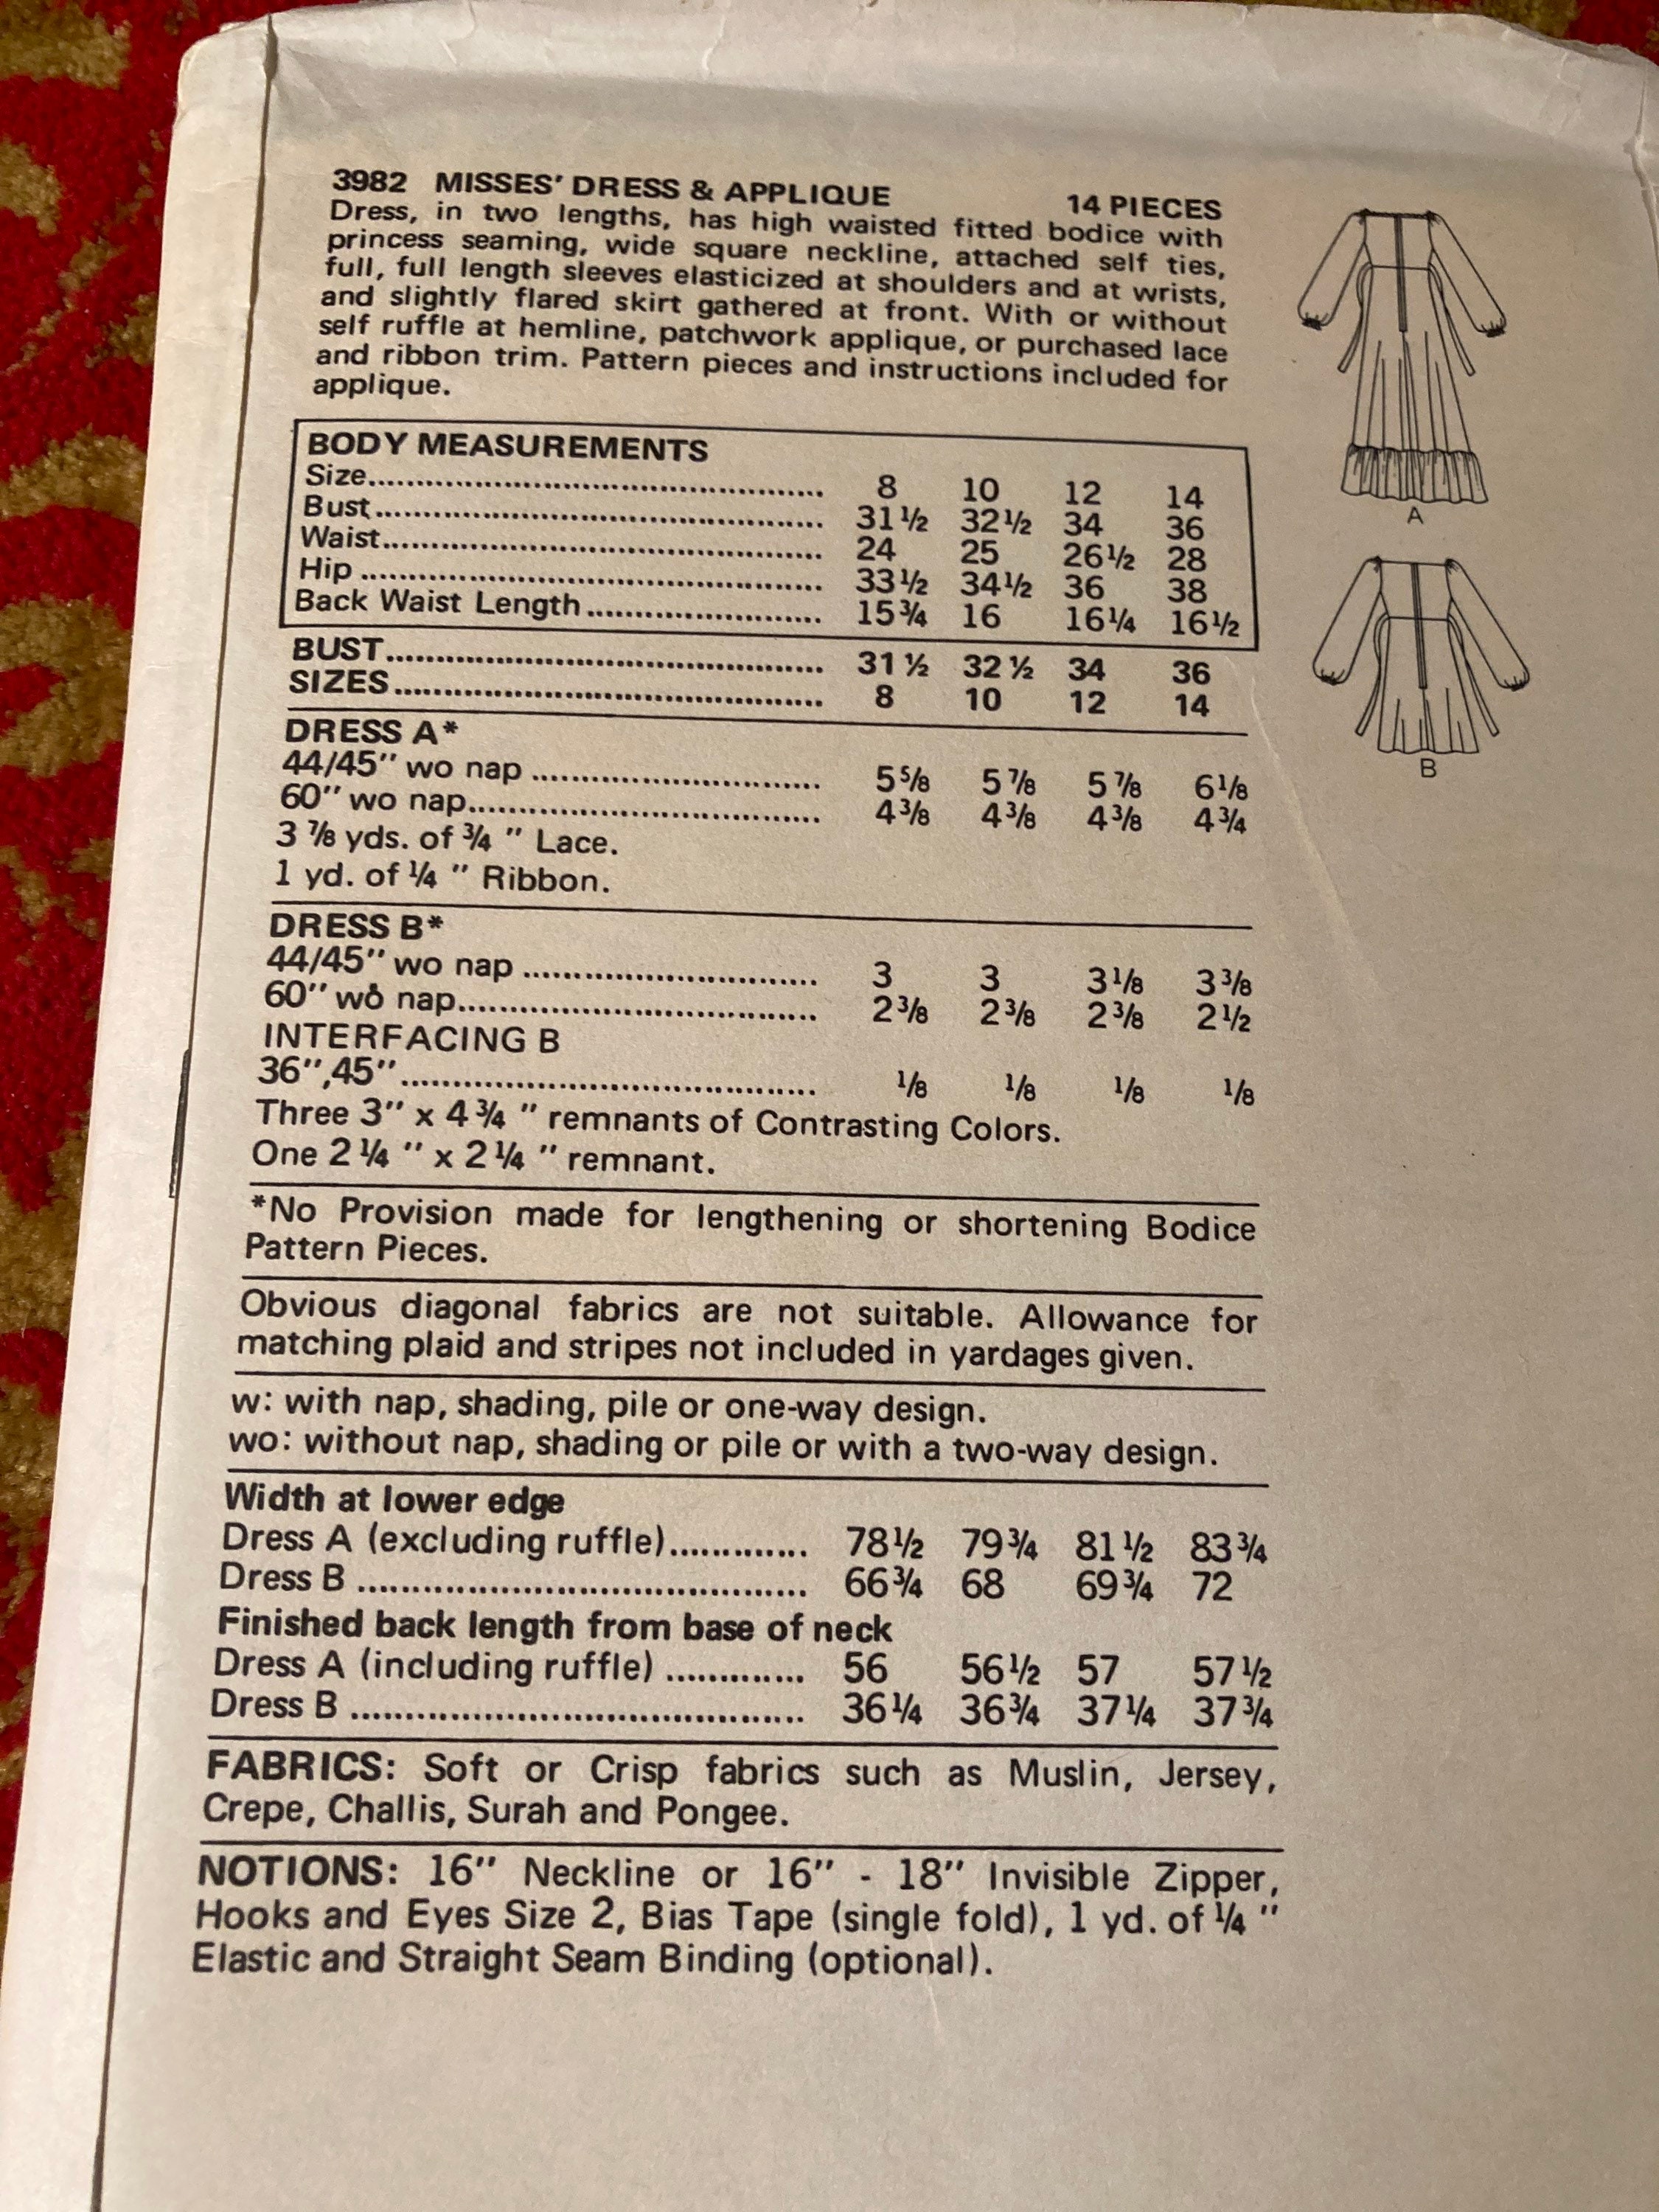 3982 MISSES' DRESS & APPLIQUE 14 PIECES
Dress, in two lengths, has high waisted fitted bodice with
princess seaming, wide square neckline, attached self ties,
full, full length sleeves elasticized at shoulders and at wrists,
and slightly flared skirt gathered at front. With or without
self ruffle at hemline, patchwork applique, or purchased lace
and ribbon trim. Pattern pieces and instructions included for
applique.
BODY MEASUREMENTS
Size 8 10 12 14
Bust 31½ 32½ 34 36
Waist 24 25 26½ 28
Hip 33½ 34½ 36 38
Back Waist Length 15¾ 16 16¼ 16½
BUST 31½ 32½ 34 36
SIZES 8 10 12 14
DRESS A*
44/45" wo nap 5⅝ 5⅞ 5⅞ 6⅛
60" wo nap 4⅜ 4⅜ 4⅜ 4¾
3⅞ yds. of ¾" Lace.
1 yd. of ¼" Ribbon.
DRESS B*
44/45" wo nap 3 3 3⅛ 3⅜
60" wo nap 2⅜ 2⅜ 2⅜ 2½
INTERFACING B
36",45" ⅛ ⅛ ⅛ ⅛
Three 3" x 4¾" remnants of Contrasting Colors.
One 2¼" x 2¼" remnant.
*No Provision made for lengthening or shortening Bodice
Pattern Pieces.
Obvious diagonal fabrics are not suitable. Allowance for
matching plaid and stripes not included in yardages given.
w: with nap, shading, pile or one-way design.
wo: without nap, shading or pile or with a two-way design.
Width at lower edge
Dress A (excluding ruffle) 78½ 79¾ 81½ 83¾
Dress B 66¾ 68 69¾ 72
Finished back length from base of neck
Dress A (including ruffle) 56 56½ 57 57½
Dress B 36¼ 36¾ 37¼ 37¾
FABRICS: Soft or Crisp fabrics such as Muslin, Jersey,
Crepe, Challis, Surah and Pongee.
NOTIONS: 16" Neckline or 16" - 18" Invisible Zipper,
Hooks and Eyes Size 2, Bias Tape (single fold), 1 yd. of ¼"
Elastic and Straight Seam Binding (optional).
A
B